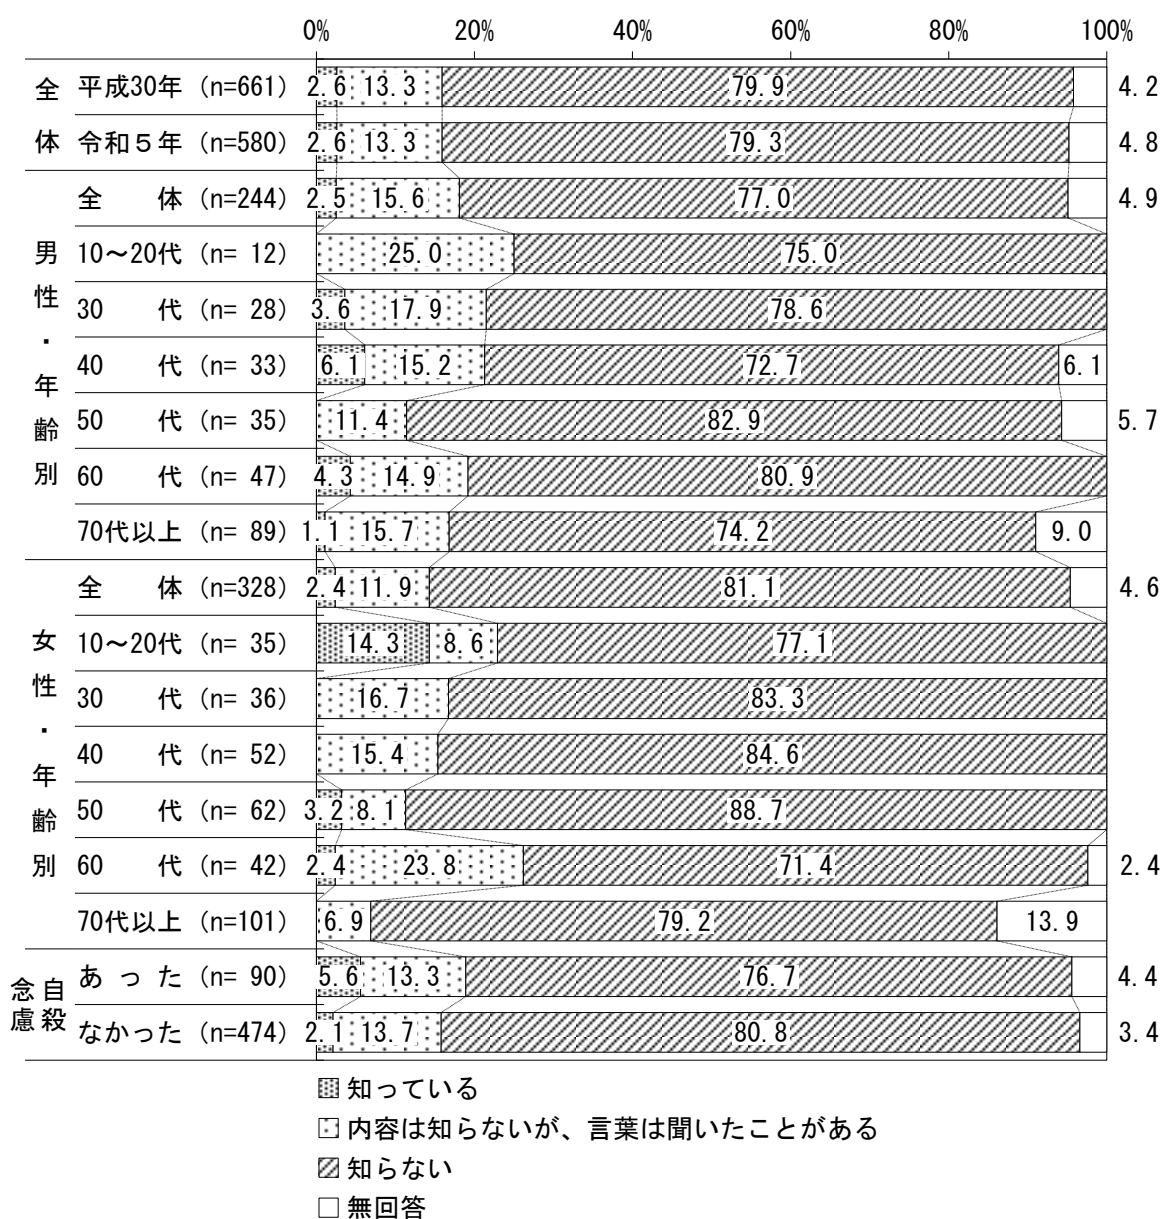 0% 20% 40% 60% 80% 100%
全体
平成30年 (n=661) 2.6 13.3 79.9 4.2
令和５年 (n=580) 2.6 13.3 79.3 4.8
男性・年齢別
全　体 (n=244) 2.5 15.6 77.0 4.9
10～20代 (n= 12) 25.0 75.0
30　代 (n= 28) 3.6 17.9 78.6
40　代 (n= 33) 6.1 15.2 72.7 6.1
50　代 (n= 35) 11.4 82.9 5.7
60　代 (n= 47) 4.3 14.9 80.9
70代以上 (n= 89) 1.1 15.7 74.2 9.0
女性・年齢別
全　体 (n=328) 2.4 11.9 81.1 4.6
10～20代 (n= 35) 14.3 8.6 77.1
30　代 (n= 36) 16.7 83.3
40　代 (n= 52) 15.4 84.6
50　代 (n= 62) 3.2 8.1 88.7
60　代 (n= 42) 2.4 23.8 71.4 2.4
70代以上 (n=101) 6.9 79.2 13.9
自殺念慮
あった (n= 90) 5.6 13.3 76.7 4.4
なかった (n=474) 2.1 13.7 80.8 3.4
知っている
内容は知らないが、言葉は聞いたことがある
知らない
無回答